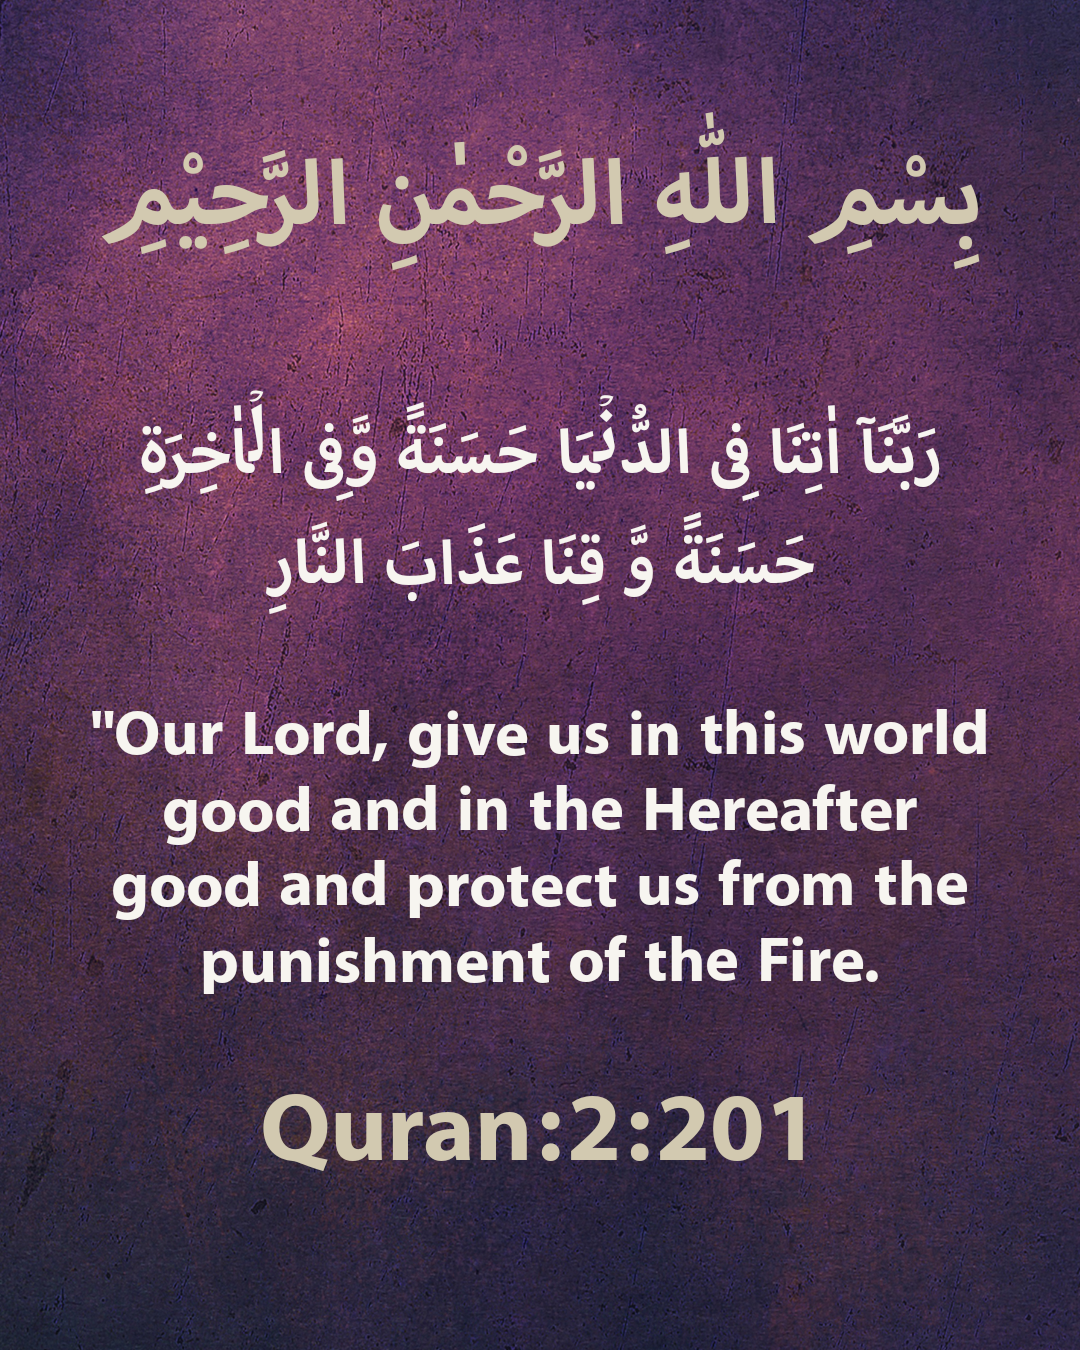 بِسْمِ اللّٰهِ الرَّحْمٰنِ الرَّحِيْمِ
رَبَّنَآ اٰتِنَا فِى الدُّنۡيَا حَسَنَةً وَّفِى الۡاٰخِرَةِ
حَسَنَةً وَّ قِنَا عَذَابَ النَّارِ
"Our Lord, give us in this world
good and in the Hereafter
good and protect us from the
punishment of the Fire.
Quran:2:201